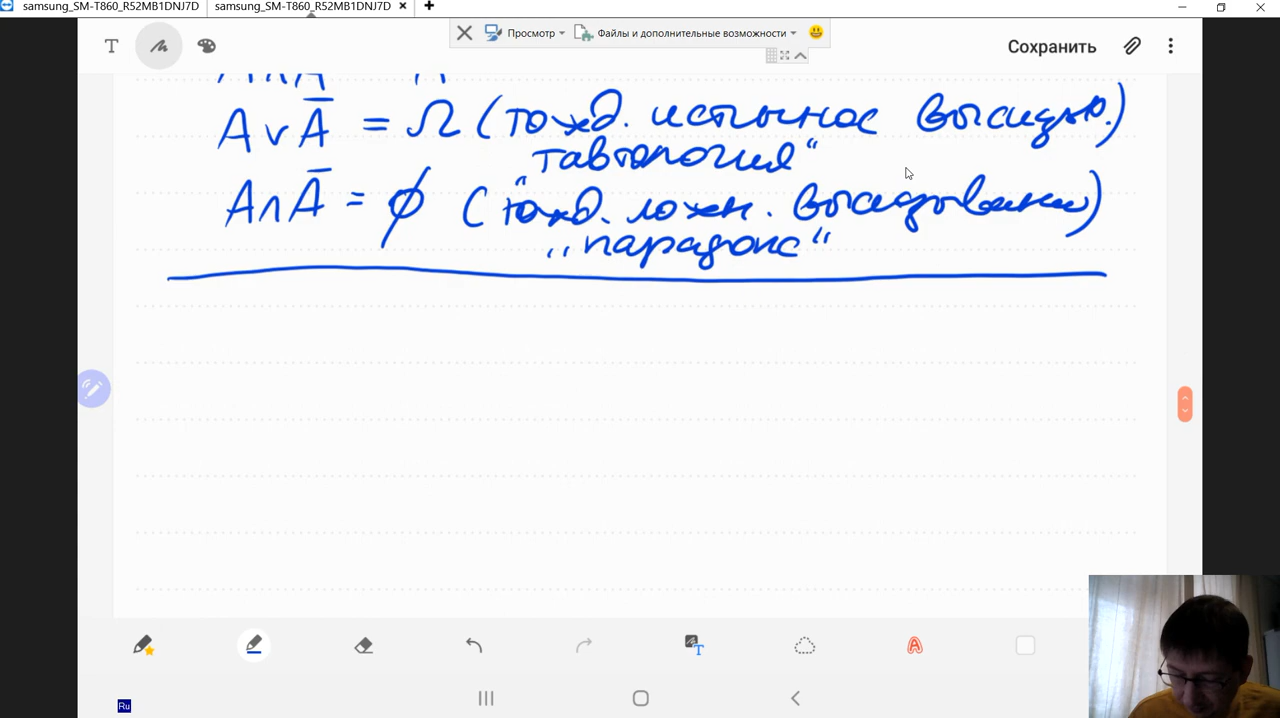 samsung_SM-T860_R52MB1DNJ7D samsung_SM-T860_R52MB1DNJ7D
Просмотр Файлы и дополнительные возможности
T Сохранить
A ∨ A̅ = Ω (тожд. истинное высказыв.)
"тавтология"
A ∧ A̅ = ∅ (тожд. ложн. высказывание)
"парадокс"
Ru